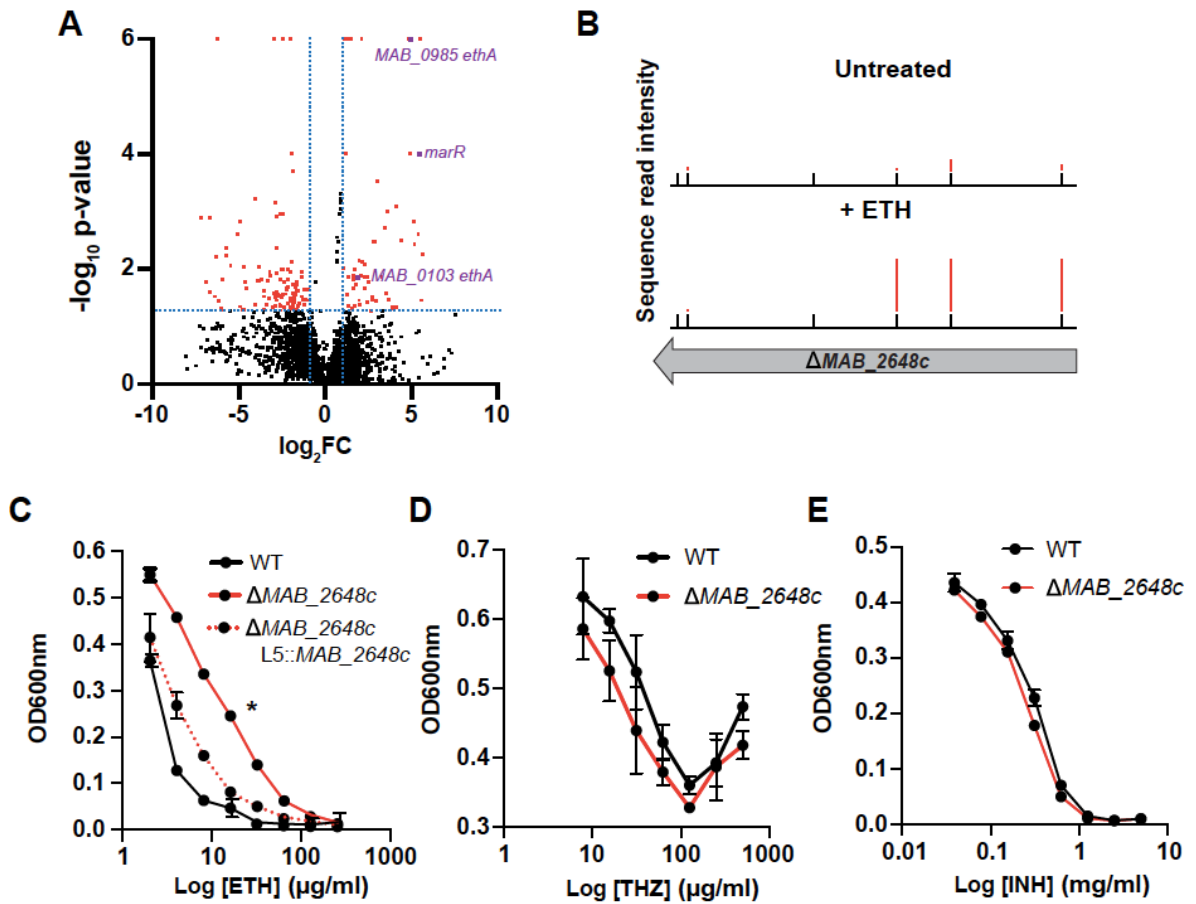 A
6
4
2
0
-log10 p-value
-10
-5
0
5
10
log2FC
MAB_0985 ethA
marR
MAB_0103 ethA
B
Untreated
+ ETH
Sequence read intensity
ΔMAB_2648c
C
0.6
0.5
0.4
0.3
0.2
0.1
0.0
OD600nm
1
10
100
1000
Log [ETH] (µg/ml)
WT
ΔMAB_2648c
ΔMAB_2648c
L5::MAB_2648c
*
D
0.7
0.6
0.5
0.4
0.3
OD600nm
1
10
100
1000
Log [THZ] (µg/ml)
WT
ΔMAB_2648c
E
0.5
0.4
0.3
0.2
0.1
0.0
OD600nm
0.01
0.1
1
10
Log [INH] (mg/ml)
WT
ΔMAB_2648c